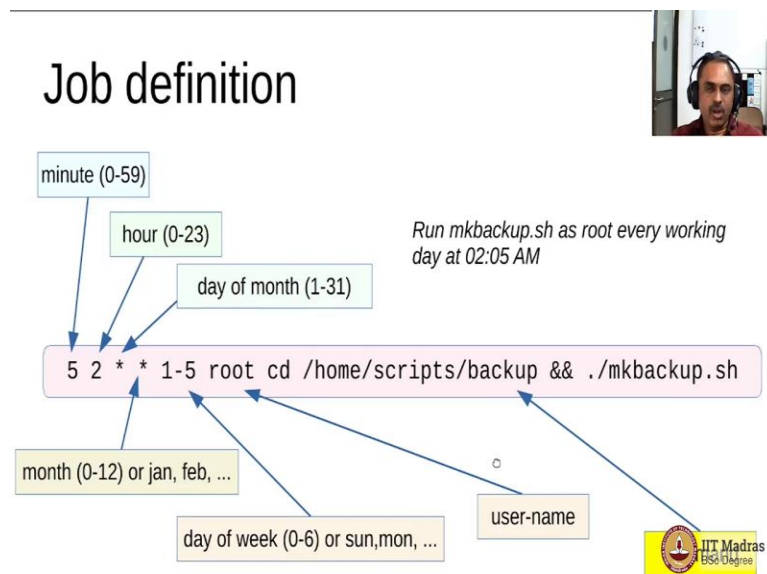 Job definition
minute (0-59)
hour (0-23)
day of month (1-31)
Run mkbackup.sh as root every working
day at 02:05 AM
5 2 * * 1-5 root cd /home/scripts/backup && ./mkbackup.sh
month (0-12) or jan, feb, ...
day of week (0-6) or sun,mon, ...
user-name
IIT Madras
BSc Degree